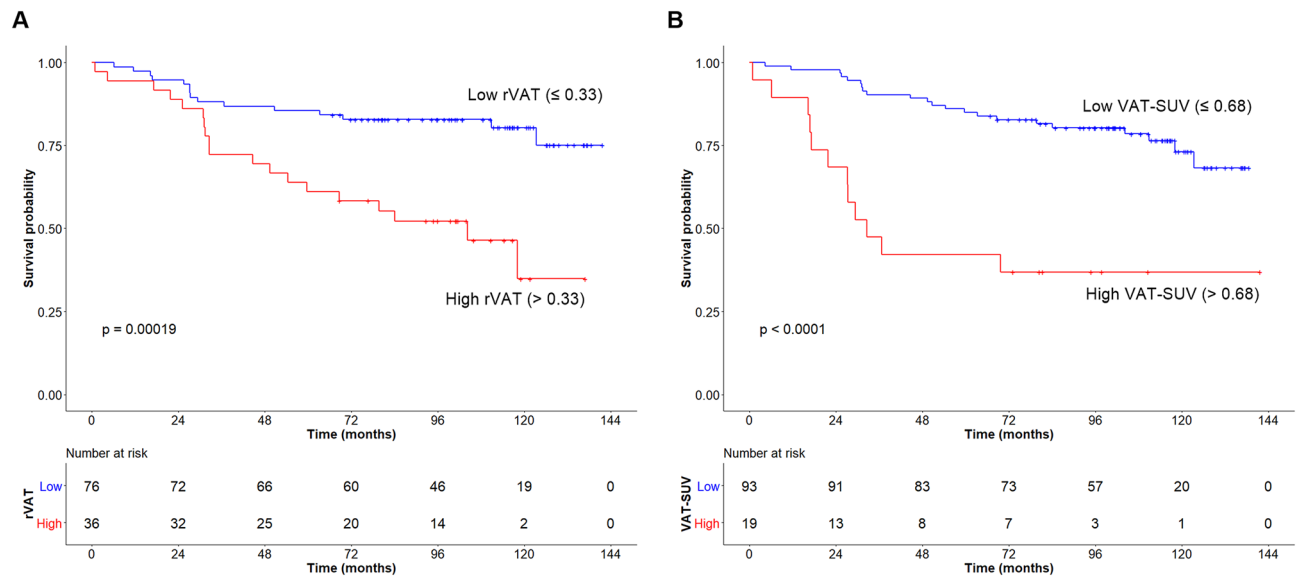 A
Survival probability
1.00
0.75
0.50
0.25
0.00
Low rVAT (≤ 0.33)
High rVAT (> 0.33)
p = 0.00019
0 24 48 72 96 120 144
Time (months)
Number at risk
rVAT
Low 76 72 66 60 46 19 0
High 36 32 25 20 14 2 0
0 24 48 72 96 120 144
Time (months)
B
Survival probability
1.00
0.75
0.50
0.25
0.00
Low VAT-SUV (≤ 0.68)
High VAT-SUV (> 0.68)
p < 0.0001
0 24 48 72 96 120 144
Time (months)
Number at risk
VAT-SUV
Low 93 91 83 73 57 20 0
High 19 13 8 7 3 1 0
0 24 48 72 96 120 144
Time (months)